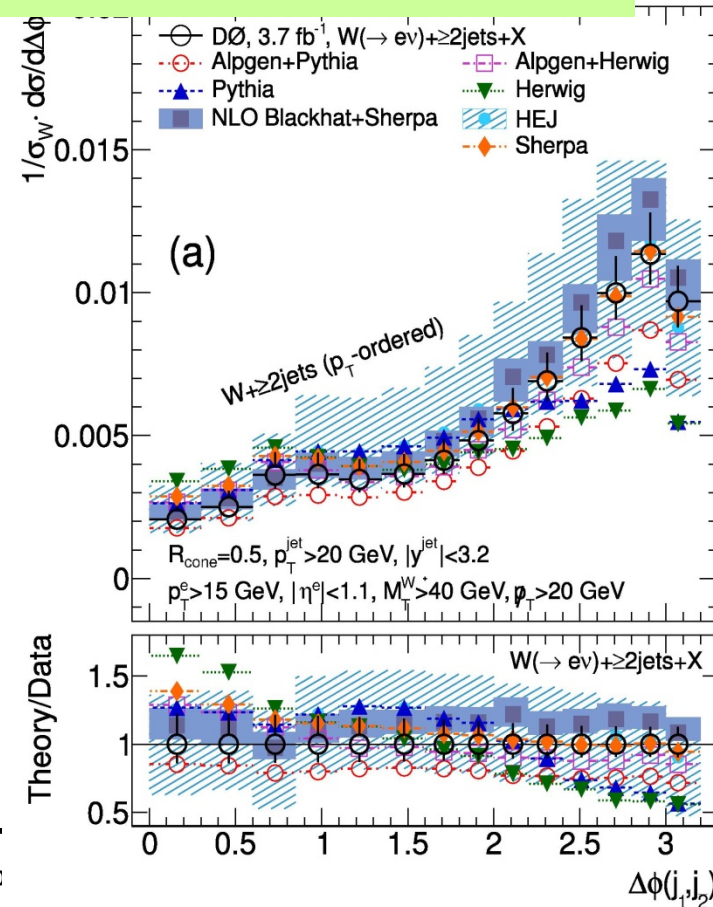 1/σ_W· dσ/dΔφ
DØ, 3.7 fb⁻¹, W(→ eν)+≥2jets+X
Alpgen+Pythia
Alpgen+Herwig
Pythia
Herwig
NLO Blackhat+Sherpa
HEJ
Sherpa
0.015
(a)
0.01
W+≥2jets (p_T-ordered)
0.005
R_cone=0.5, p_T^jet>20 GeV, |y^jet|<3.2
0
p_T^e>15 GeV, |η^e|<1.1, M_T^W>40 GeV, p̸_T>20 GeV
Theory/Data
W(→ eν)+≥2jets+X
1.5
1
0.5
0 0.5 1 1.5 2 2.5 3
Δφ(j₁,j₂)